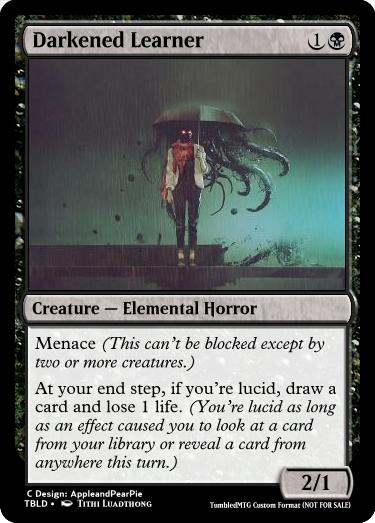 Darkened Learner 1
Creature — Elemental Horror
Menace (This can't be blocked except by
two or more creatures.)
At your end step, if you're lucid, draw a
card and lose 1 life. (You're lucid as long
as an effect caused you to look at a card
from your library or reveal a card from
anywhere this turn.)
2/1
C Design: AppleandPearPie
TBLD • Tithi Luadthong
TumbledMTG Custom Format (NOT FOR SALE)